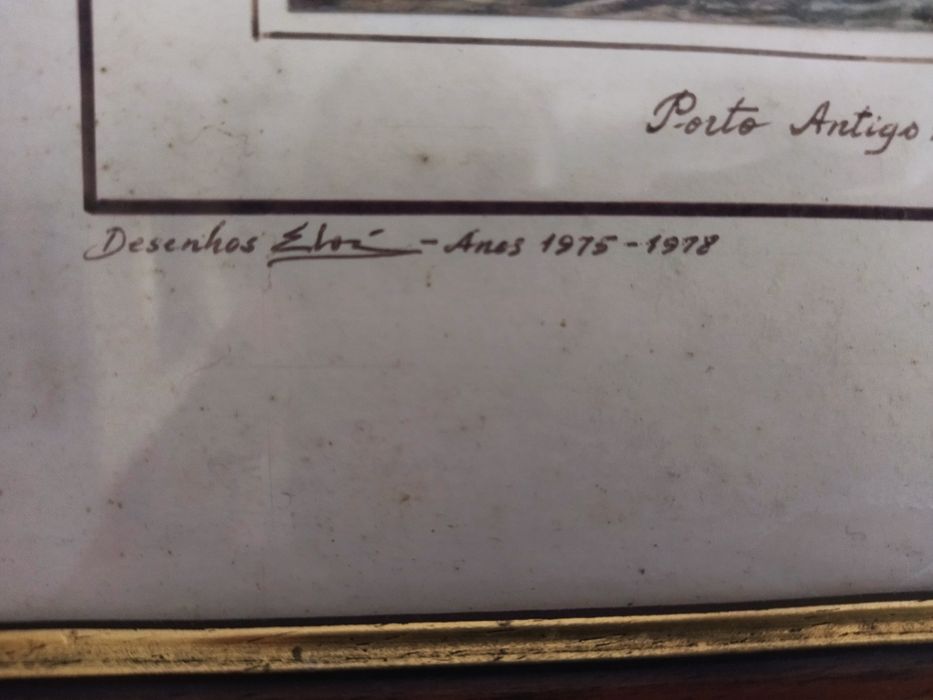 Porto Antigo.
Desenhos Eloi - Anos 1975-1978